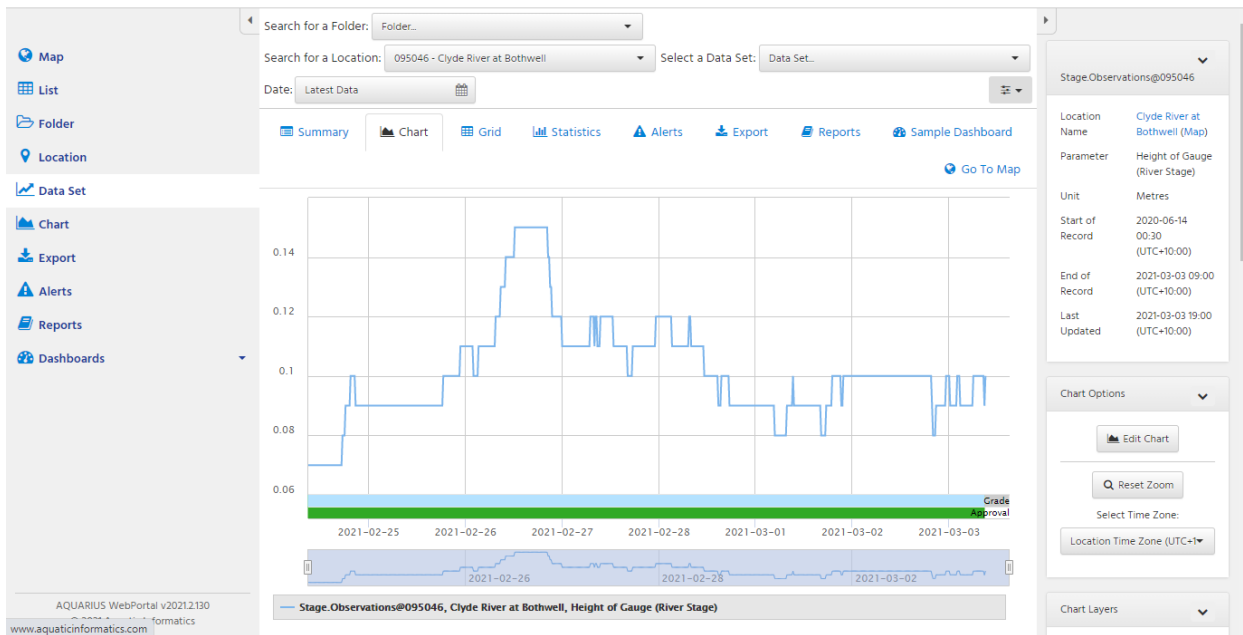 Search for a Folder: Folder...
Map
Search for a Location: 095046 - Clyde River at Bothwell Select a Data Set: Data Set...
List
Date: Latest Data
Folder
Summary Chart Grid Statistics Alerts Export Reports Sample Dashboard
Location
Go To Map
Data Set
Chart
Export
Alerts
Reports
Dashboards
0.14
0.12
0.1
0.08
0.06
Grade
Approval
2021-02-25 2021-02-26 2021-02-27 2021-02-28 2021-03-01 2021-03-02 2021-03-03
2021-02-26 2021-02-28 2021-03-02
Stage.Observations@095046, Clyde River at Bothwell, Height of Gauge (River Stage)
AQUARIUS WebPortal v2021.2.130
www.aquaticinformatics.com
Stage.Observations@095046
Location Name Clyde River at Bothwell (Map)
Parameter Height of Gauge (River Stage)
Unit Metres
Start of Record 2020-06-14 00:30 (UTC+10:00)
End of Record 2021-03-03 09:00 (UTC+10:00)
Last Updated 2021-03-03 19:00 (UTC+10:00)
Chart Options
Edit Chart
Reset Zoom
Select Time Zone:
Location Time Zone (UTC+1
Chart Layers